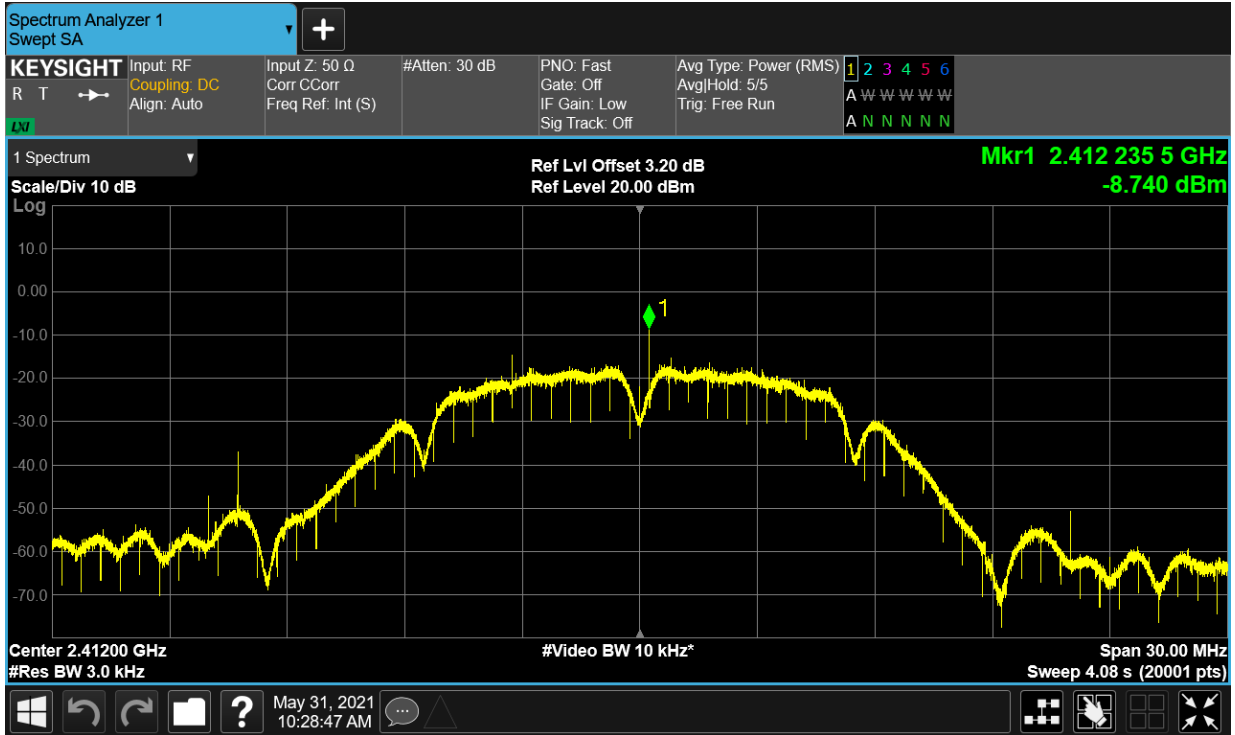 Spectrum Analyzer 1
Swept SA
+
KEYSIGHT
R T
LXI
Input: RF
Coupling: DC
Align: Auto
Input Z: 50 Ω
Corr CCorr
Freq Ref: Int (S)
#Atten: 30 dB
PNO: Fast
Gate: Off
IF Gain: Low
Sig Track: Off
Avg Type: Power (RMS)
Avg|Hold: 5/5
Trig: Free Run
1 2 3 4 5 6
A W W W W W
A N N N N N
1 Spectrum
Scale/Div 10 dB
Log
Ref Lvl Offset 3.20 dB
Ref Level 20.00 dBm
Mkr1 2.412 235 5 GHz
-8.740 dBm
1
10.0
0.00
-10.0
-20.0
-30.0
-40.0
-50.0
-60.0
-70.0
Center 2.41200 GHz
#Res BW 3.0 kHz
#Video BW 10 kHz*
Span 30.00 MHz
Sweep 4.08 s (20001 pts)
?
May 31, 2021
10:28:47 AM